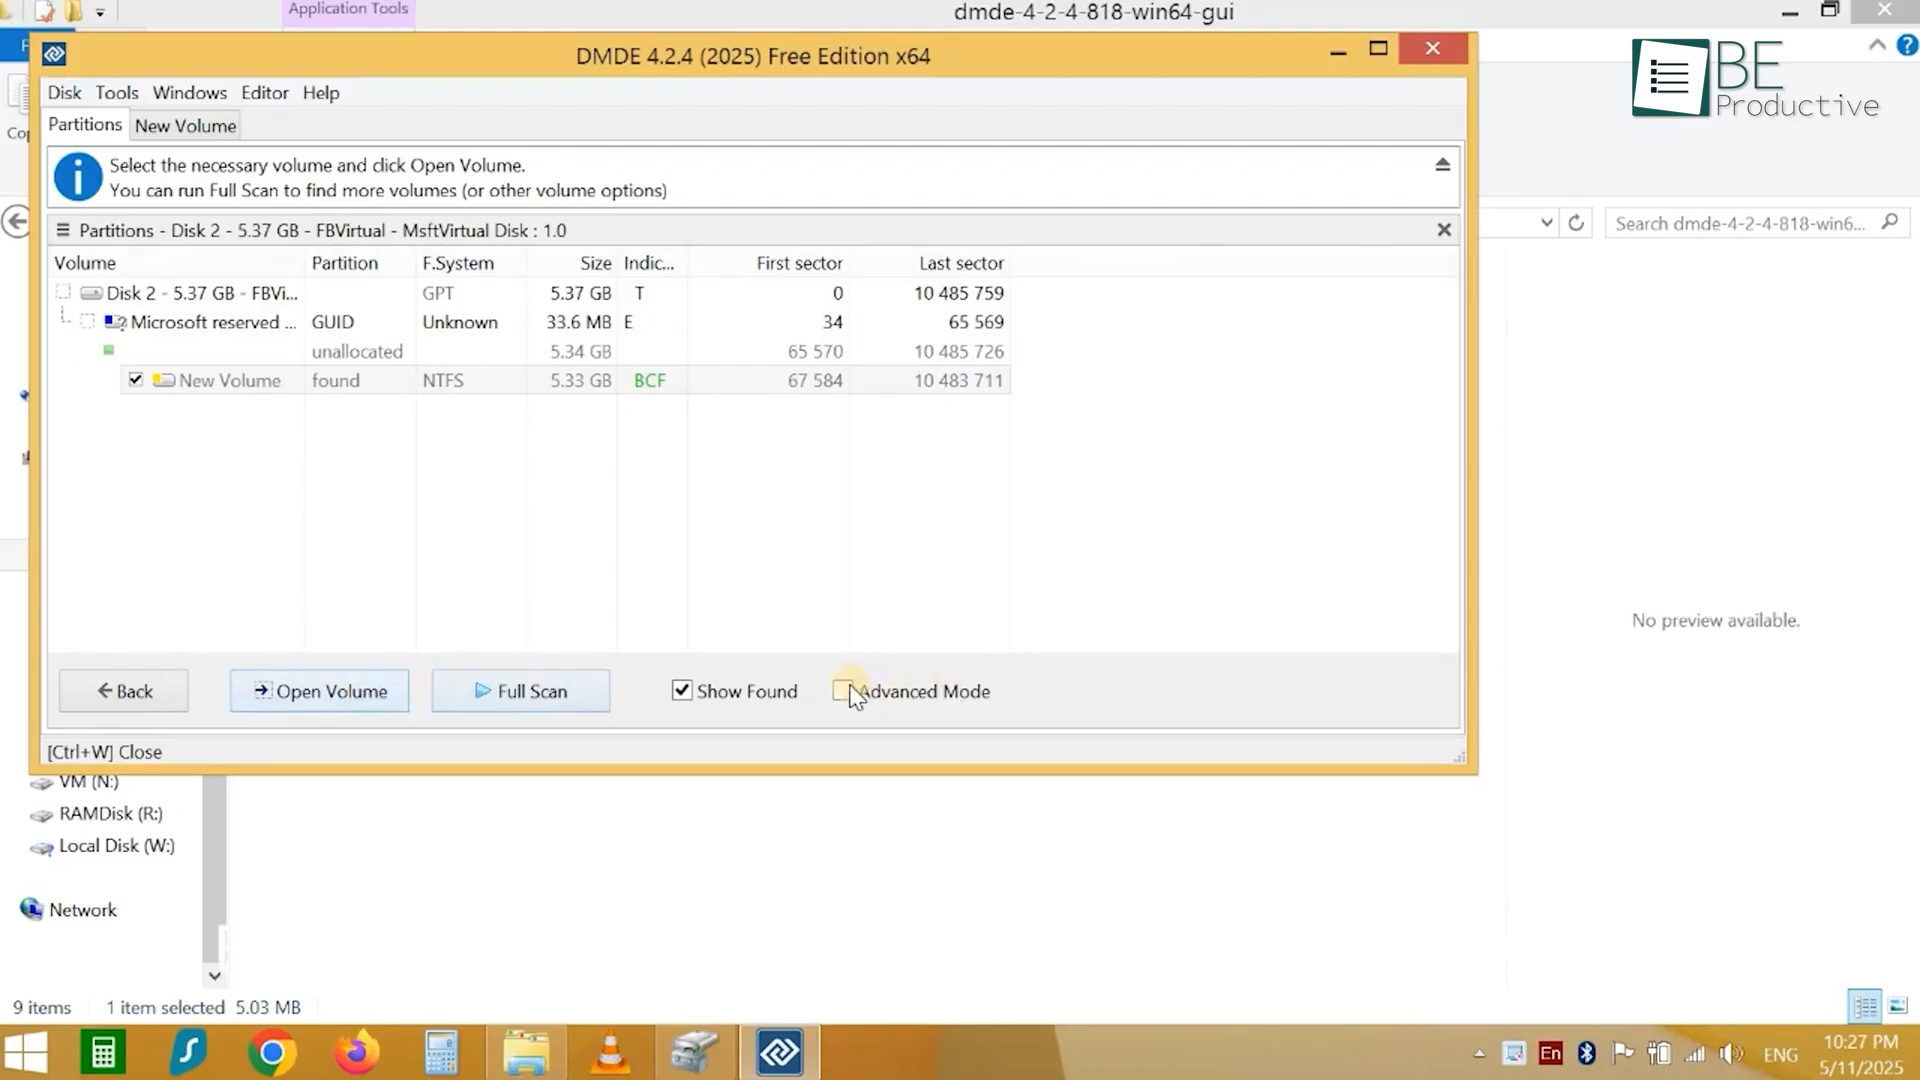 Application Tools
dmde-4-2-4-818-win64-gui
DMDE 4.2.4 (2025) Free Edition x64
BE
Productive
Disk Tools Windows Editor Help
Partitions New Volume
Select the necessary volume and click Open Volume.
You can run Full Scan to find more volumes (or other volume options)
Partitions - Disk 2 - 5.37 GB - FBVirtual - MsftVirtual Disk : 1.0
Search dmde-4-2-4-818-win6...
Volume Partition F.System Size Indic... First sector Last sector
Disk 2 - 5.37 GB - FBVi... GPT 5.37 GB T 0 10 485 759
Microsoft reserved ... GUID Unknown 33.6 MB E 34 65 569
unallocated 5.34 GB 65 570 10 485 726
New Volume found NTFS 5.33 GB BCF 67 584 10 483 711
No preview available.
Back Open Volume Full Scan Show Found Advanced Mode
[Ctrl+W] Close
VM (N:)
RAMDisk (R:)
Local Disk (W:)
Network
9 items 1 item selected 5.03 MB
En ENG 10:27 PM
5/11/2025